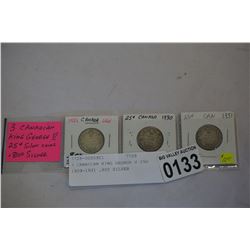 3 CANADIAN
KING GEORGE V
25¢ SILVER COINS
.800 SILVER
CANADA
25¢ CANADA 1930
25¢ CAN 1931
7708
3 CANADIAN KING GEORGE V 25¢
1929-1931 .800 SILVER
BIG VALLEY AUCTION
0133